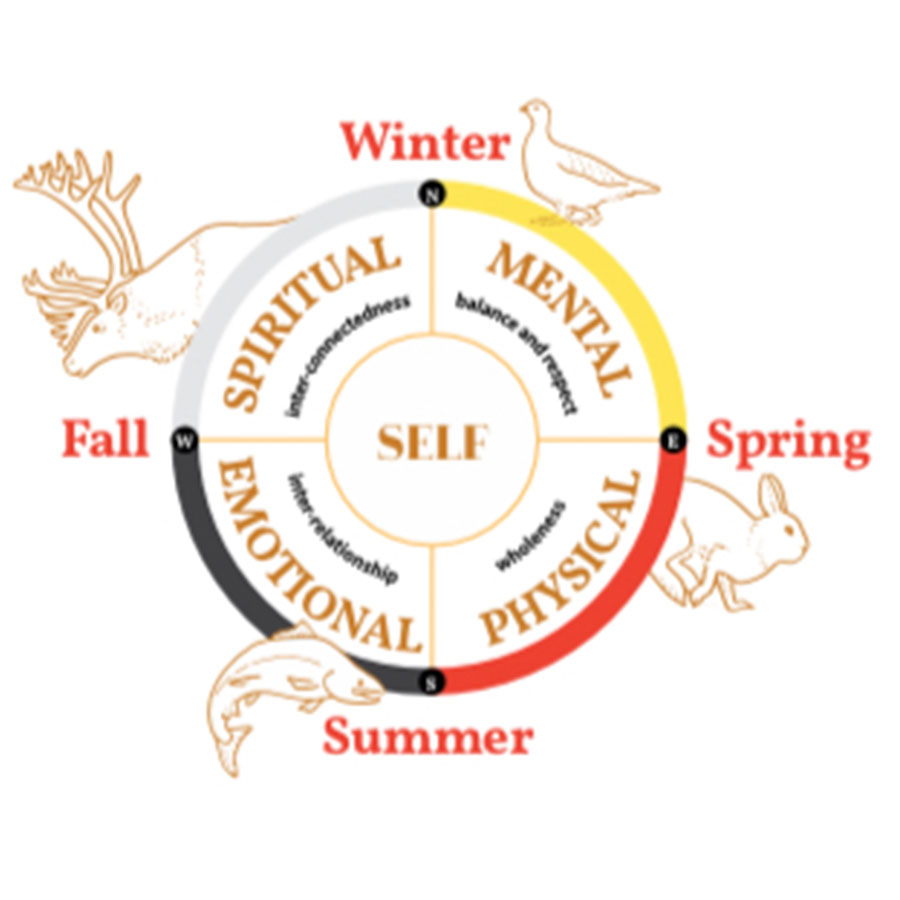 Winter
N
SPIRITUAL
inter-connectedness
MENTAL
balance and respect
Fall
W
SELF
E
Spring
EMOTIONAL
inter-relationship
PHYSICAL
wholeness
S
Summer